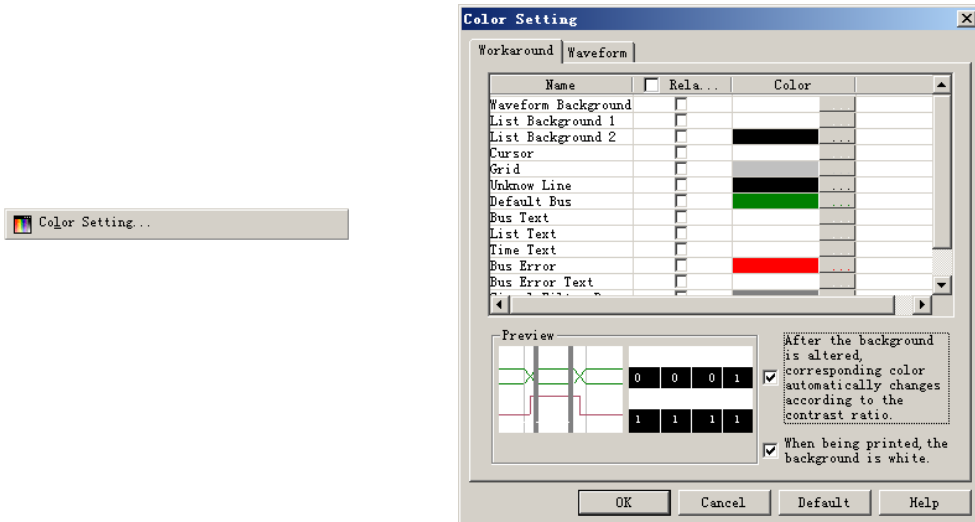 Color Setting...
Color Setting
Workaround Waveform
Name Rela... Color
Waveform Background ...
List Background 1 ...
List Background 2 ...
Cursor ...
Grid ...
Unknow Line ...
Default Bus ...
Bus Text ...
List Text ...
Time Text ...
Bus Error ...
Bus Error Text ...
Preview
0 0 0 1
1 1 1 1
After the background
is altered,
corresponding color
automatically changes
according to the
contrast ratio.
When being printed, the
background is white.
OK Cancel Default Help